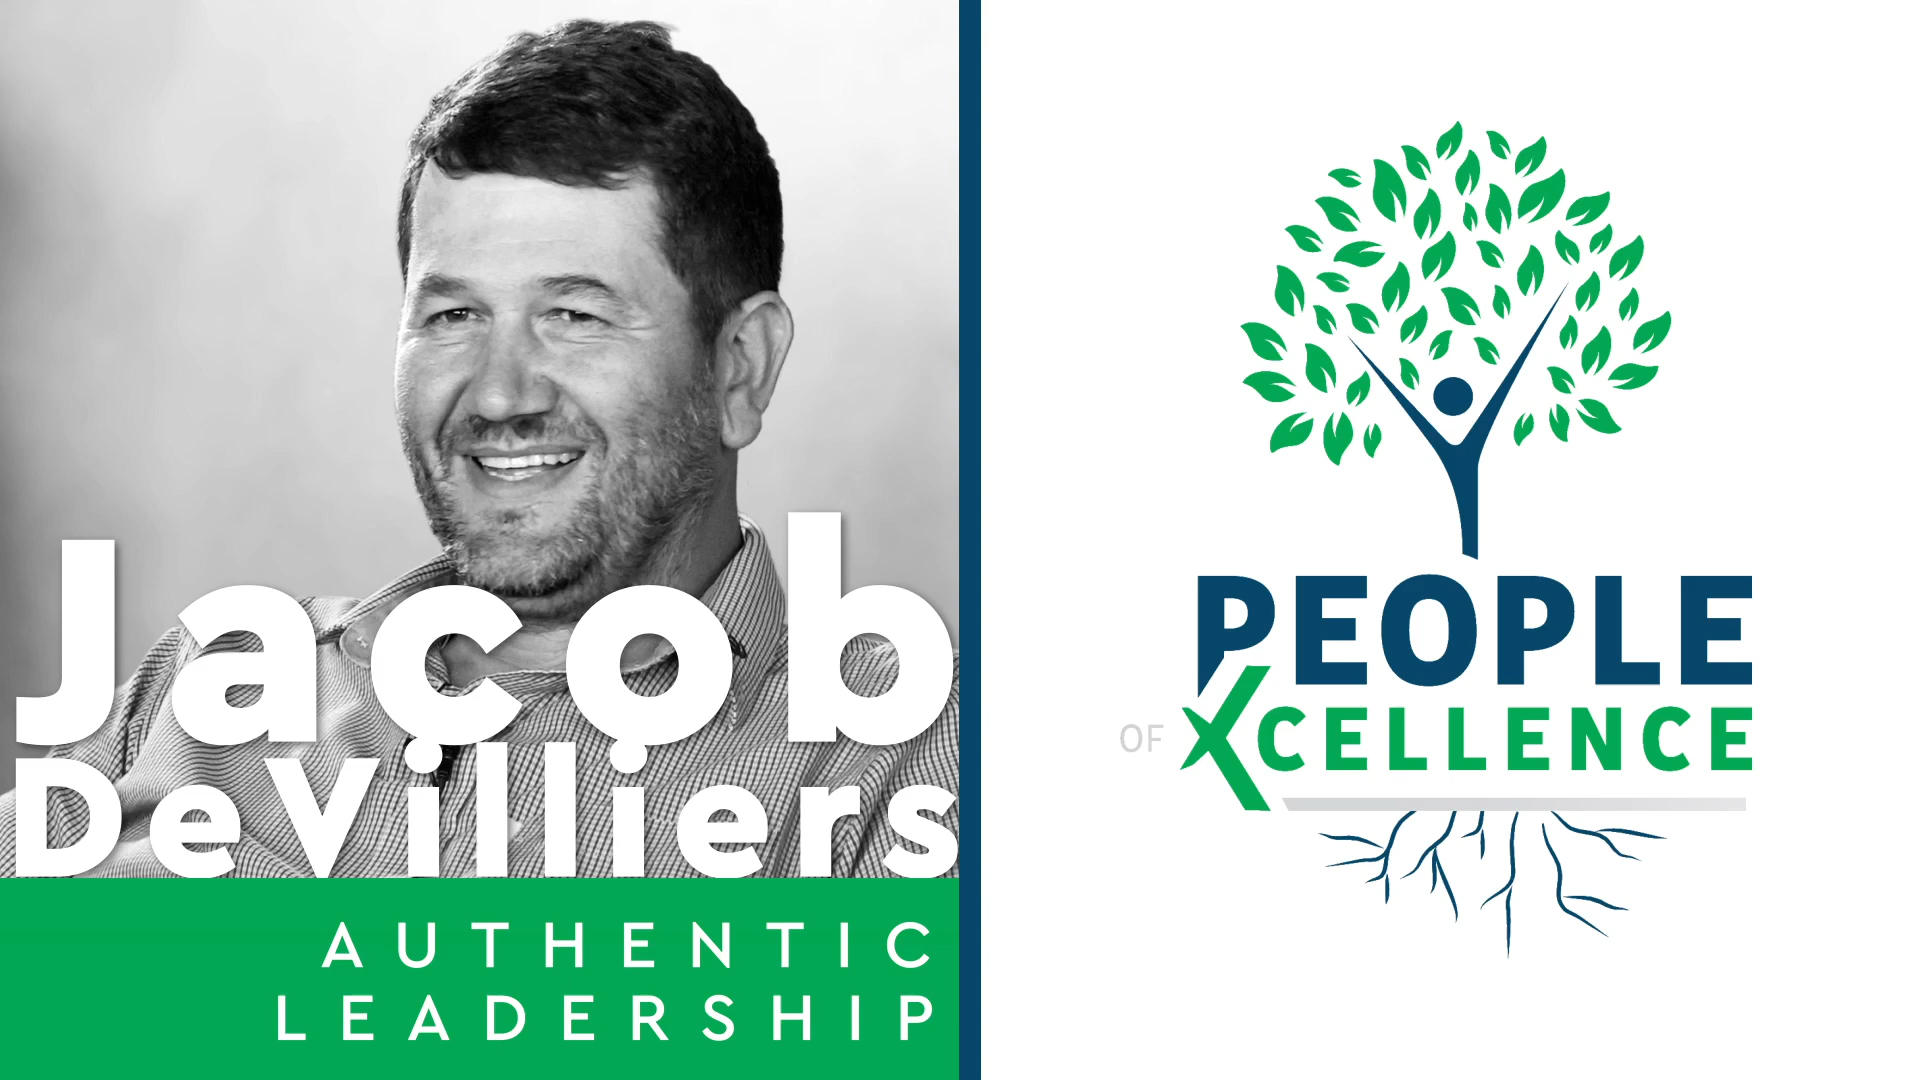 Jacob
DeVilliers
AUTHENTIC
LEADERSHIP
PEOPLE
OF XCELLENCE